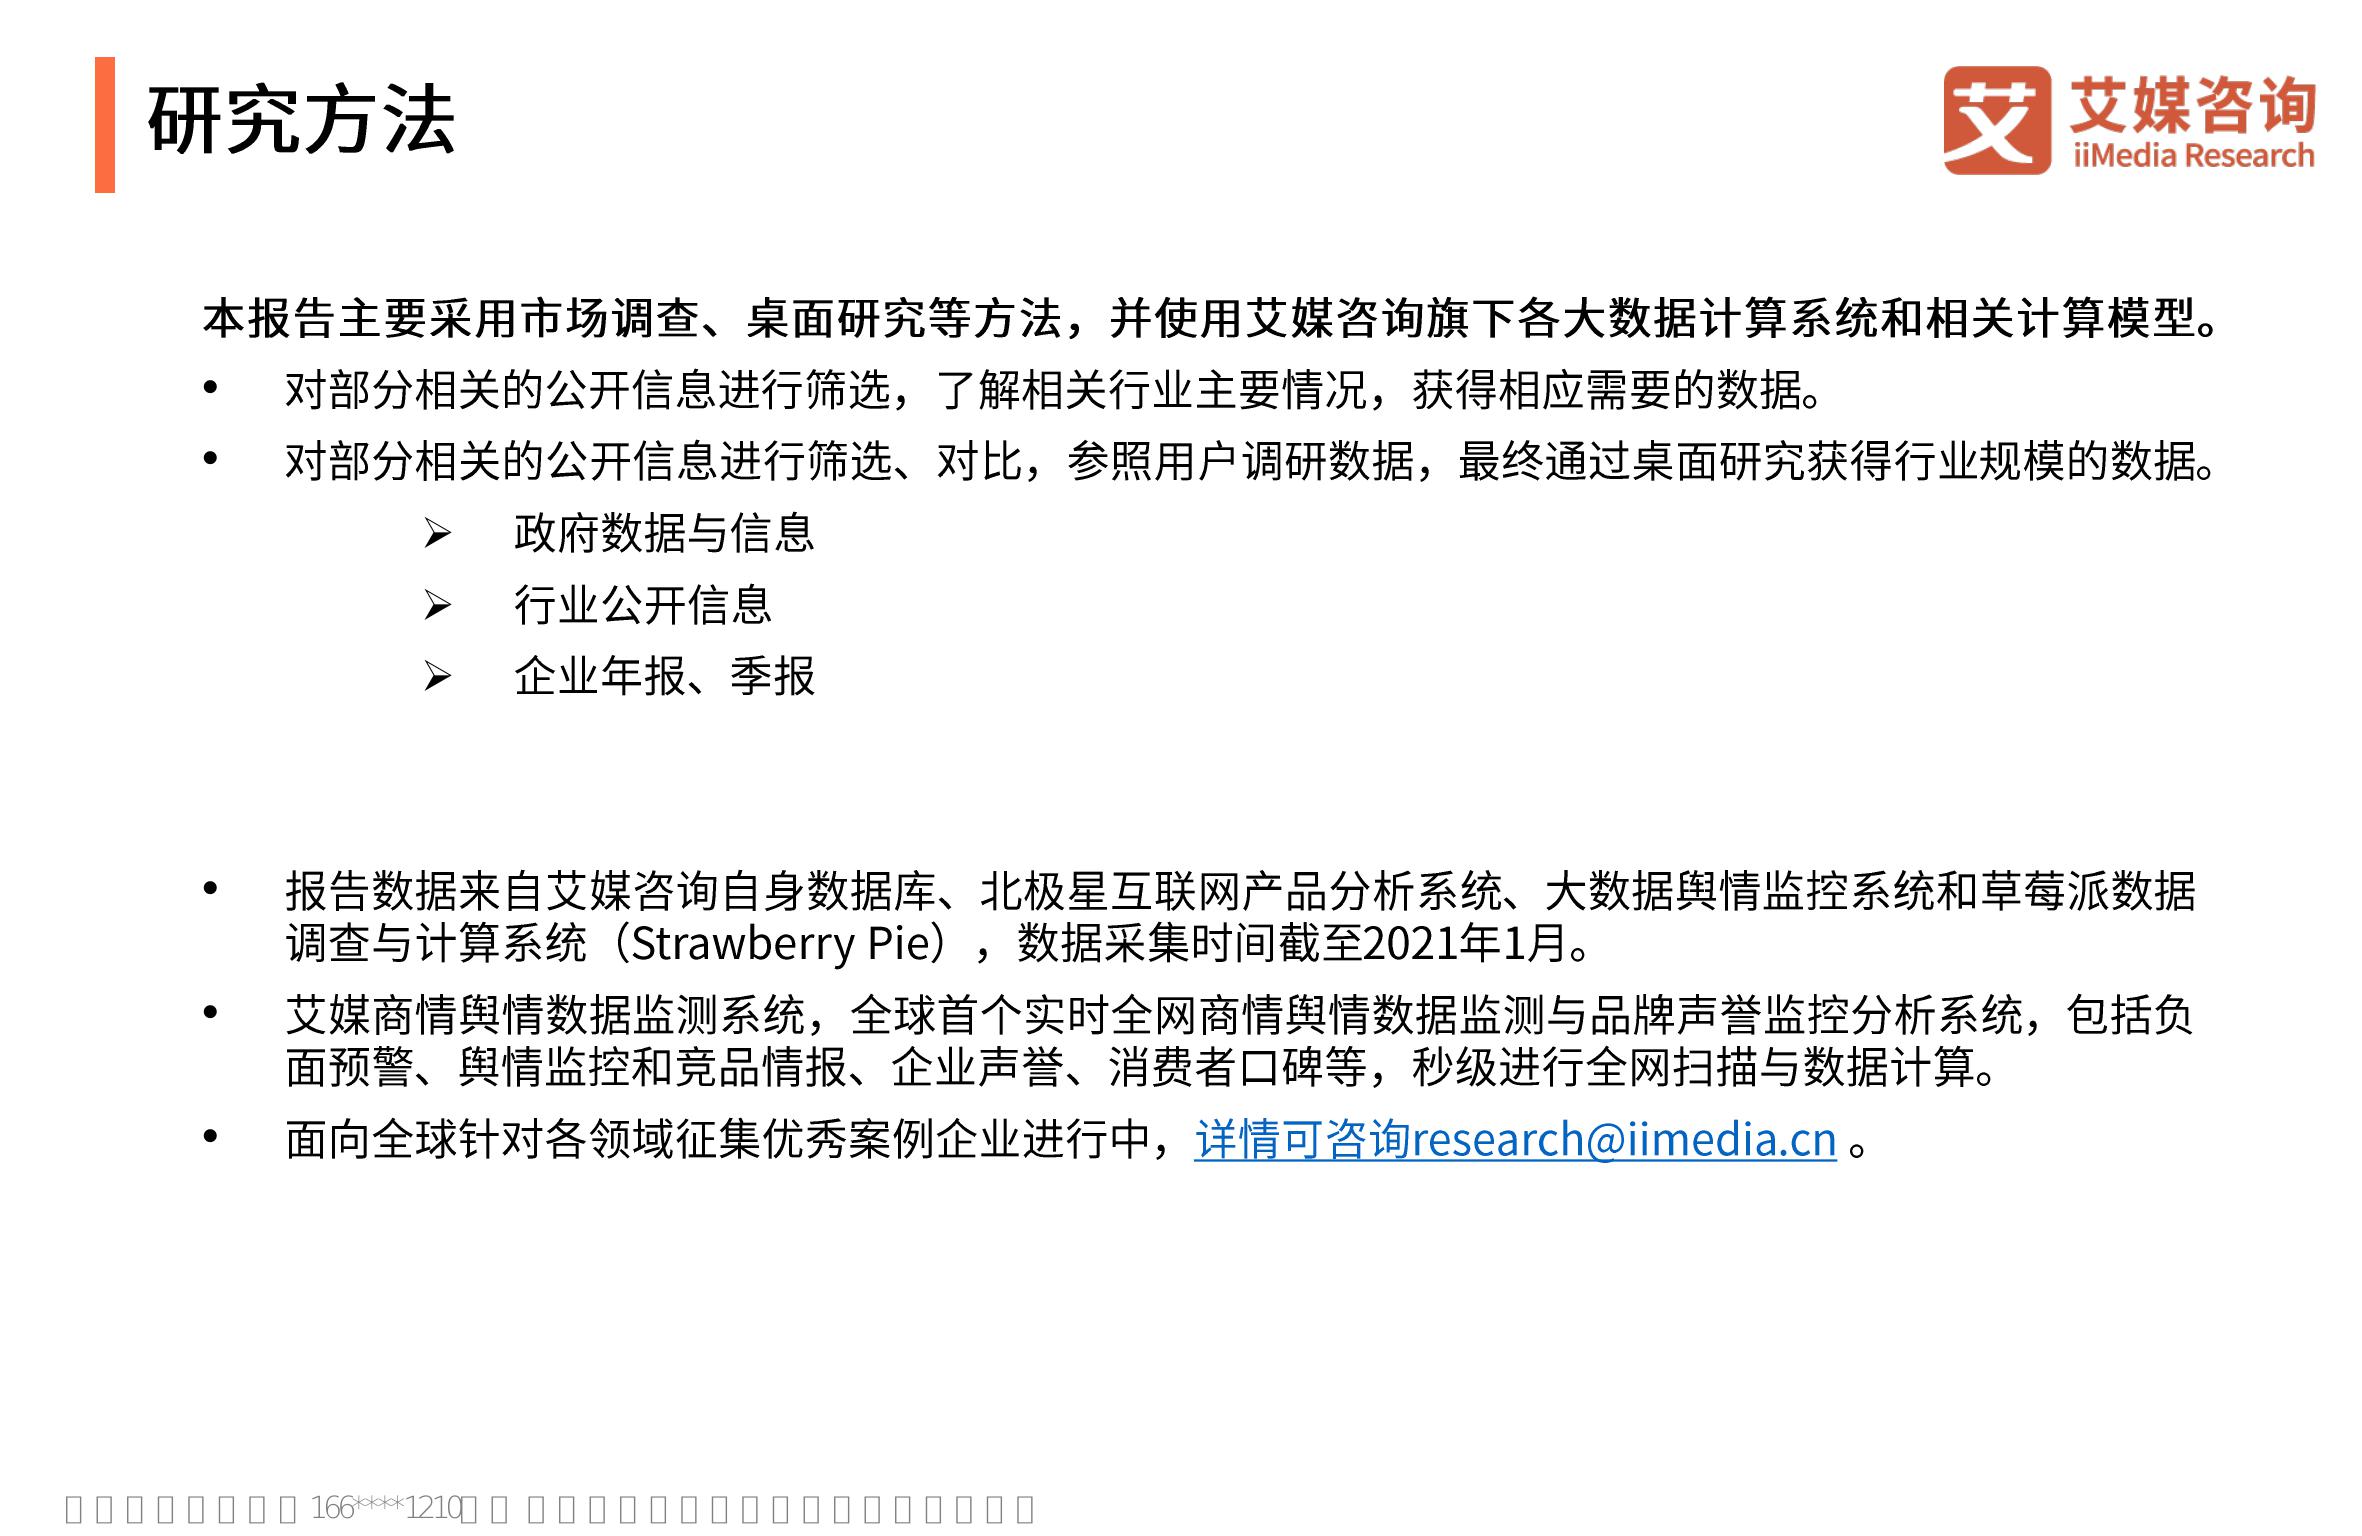 研究方法
艾 艾媒咨询
iiMedia Research
本报告主要采用市场调查、桌面研究等方法，并使用艾媒咨询旗下各大数据计算系统和相关计算模型。
• 对部分相关的公开信息进行筛选，了解相关行业主要情况，获得相应需要的数据。
• 对部分相关的公开信息进行筛选、对比，参照用户调研数据，最终通过桌面研究获得行业规模的数据。
➢ 政府数据与信息
➢ 行业公开信息
➢ 企业年报、季报
• 报告数据来自艾媒咨询自身数据库、北极星互联网产品分析系统、大数据舆情监控系统和草莓派数据
调查与计算系统（Strawberry Pie），数据采集时间截至2021年1月。
• 艾媒商情舆情数据监测系统，全球首个实时全网商情舆情数据监测与品牌声誉监控分析系统，包括负
面预警、舆情监控和竞品情报、企业声誉、消费者口碑等，秒级进行全网扫描与数据计算。
• 面向全球针对各领域征集优秀案例企业进行中，详情可咨询research@iimedia.cn 。
166****1210